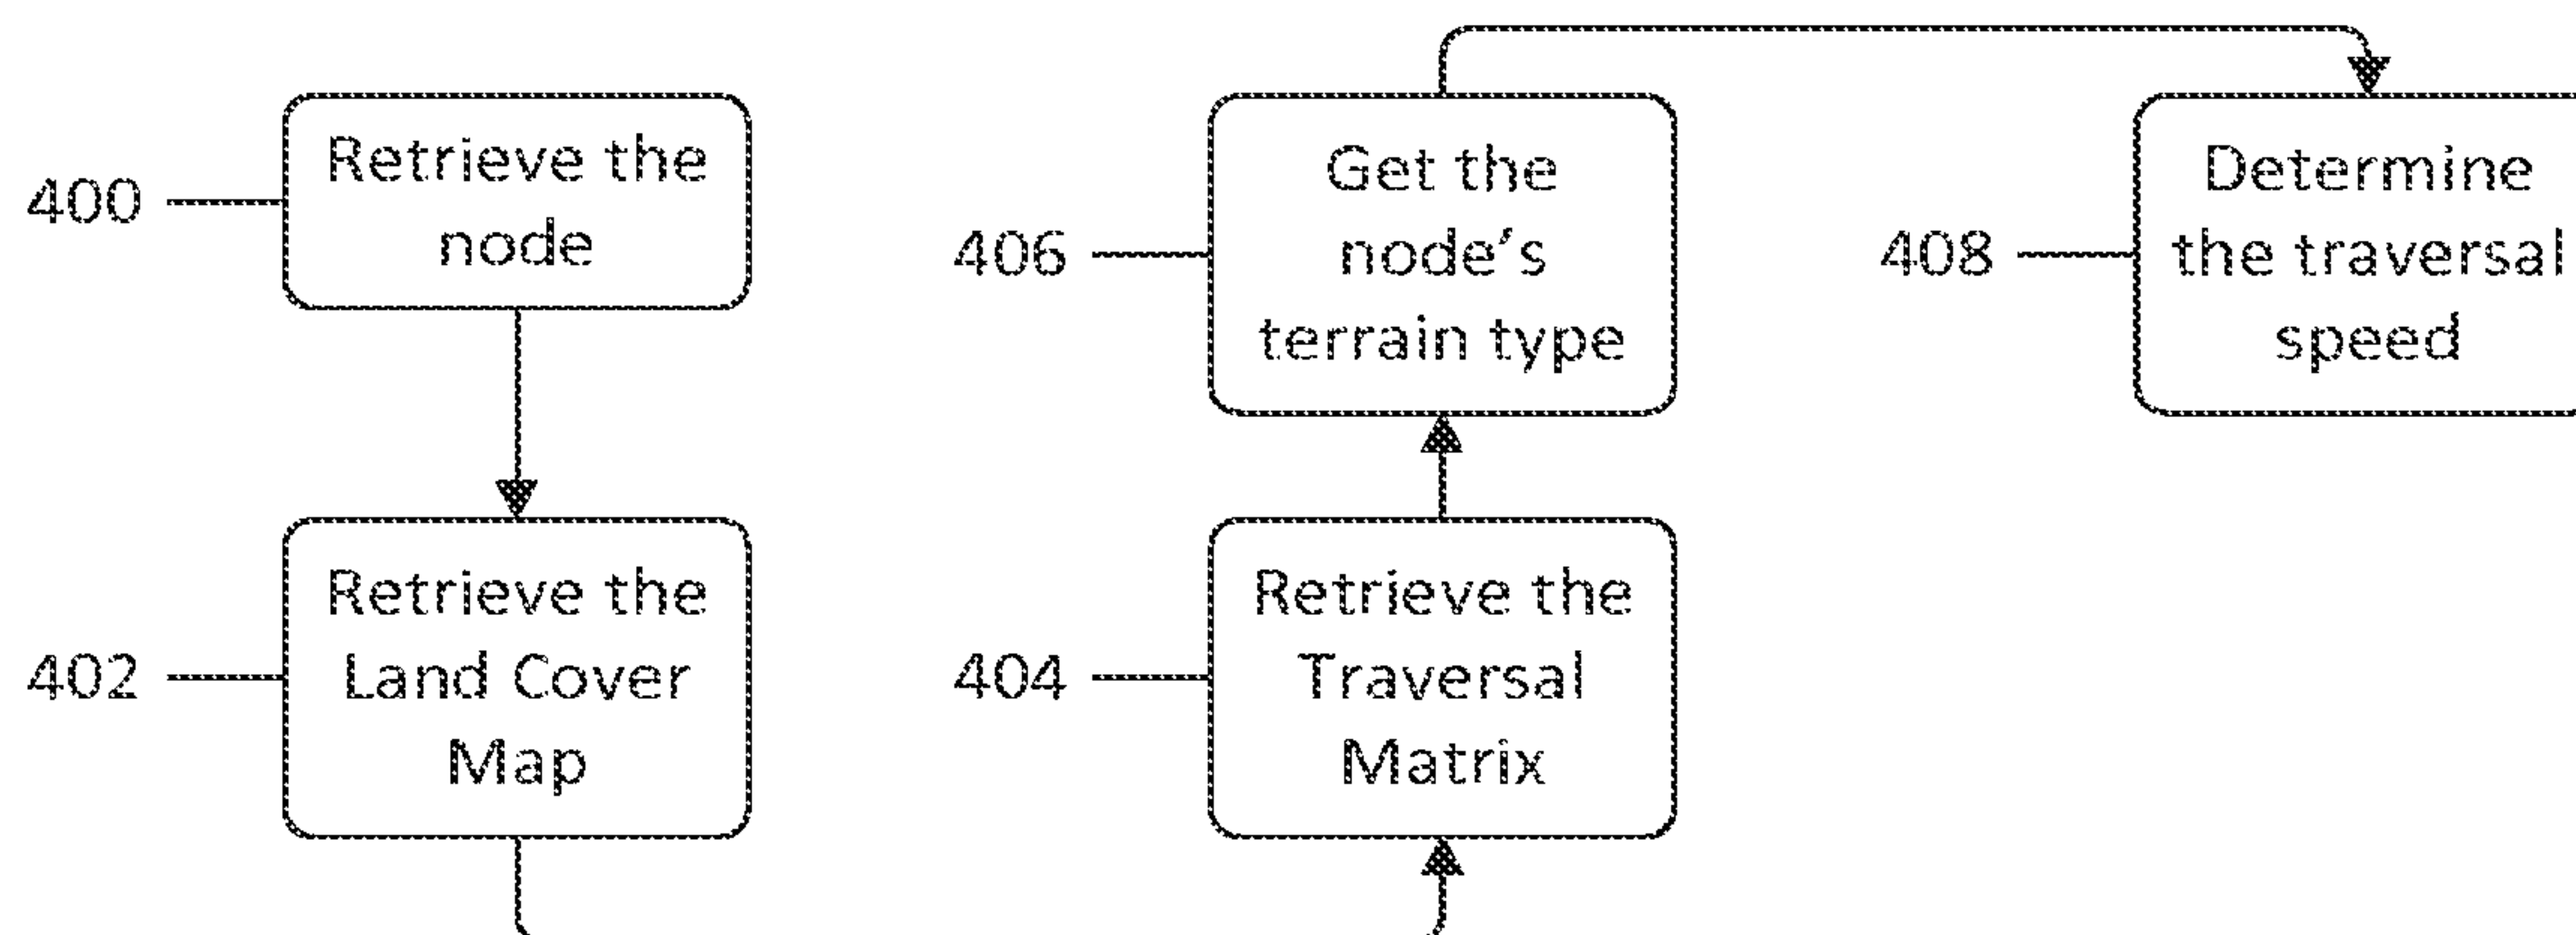 400
Retrieve the
node
402
Retrieve the
Land Cover
Map
404
Retrieve the
Traversal
Matrix
406
Get the
node's
terrain type
408
Determine
the traversal
speed